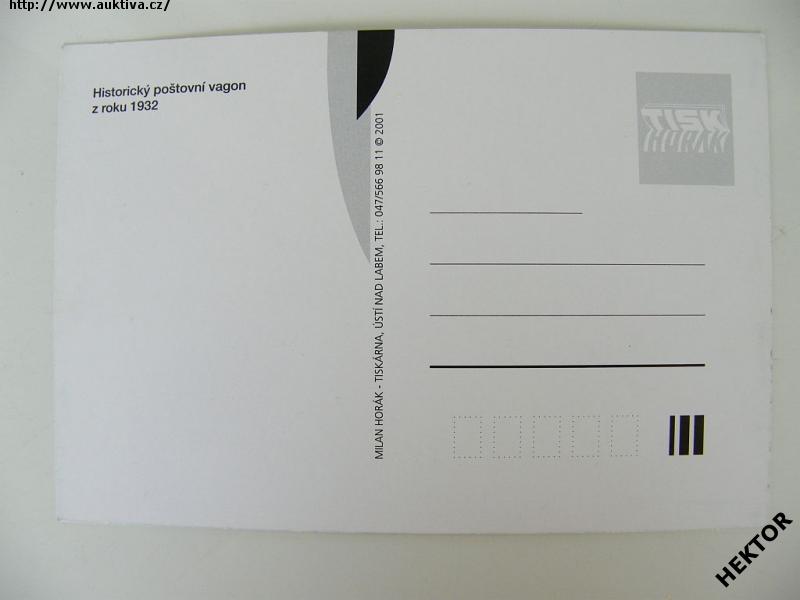 http://www.auktiva.cz/
Historický poštovní vagon
z roku 1932
MILAN HORÁK - TISKÁRNA, ÚSTÍ NAD LABEM, TEL.: 047/566 98 11 © 2001
TISK
HORÁK
HEKTOR